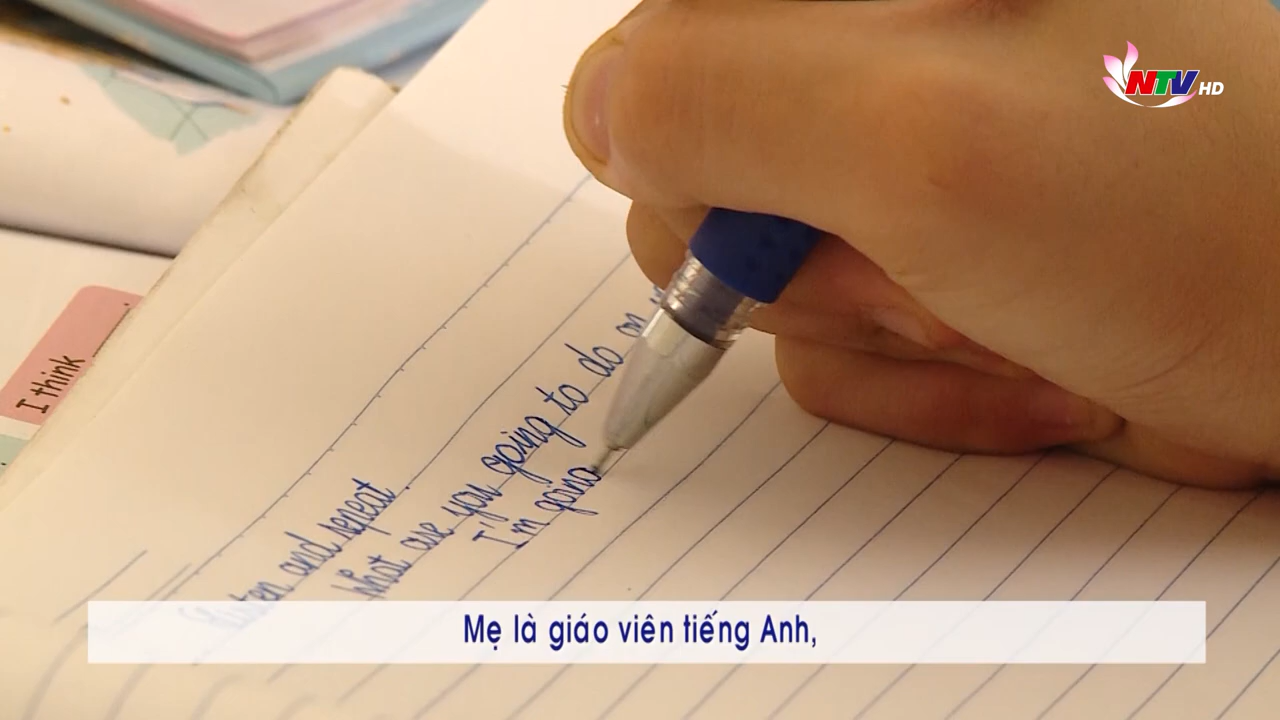 NTV HD
I think
Listen and repeat.
What are you going to do on
I'm going
Mẹ là giáo viên tiếng Anh,